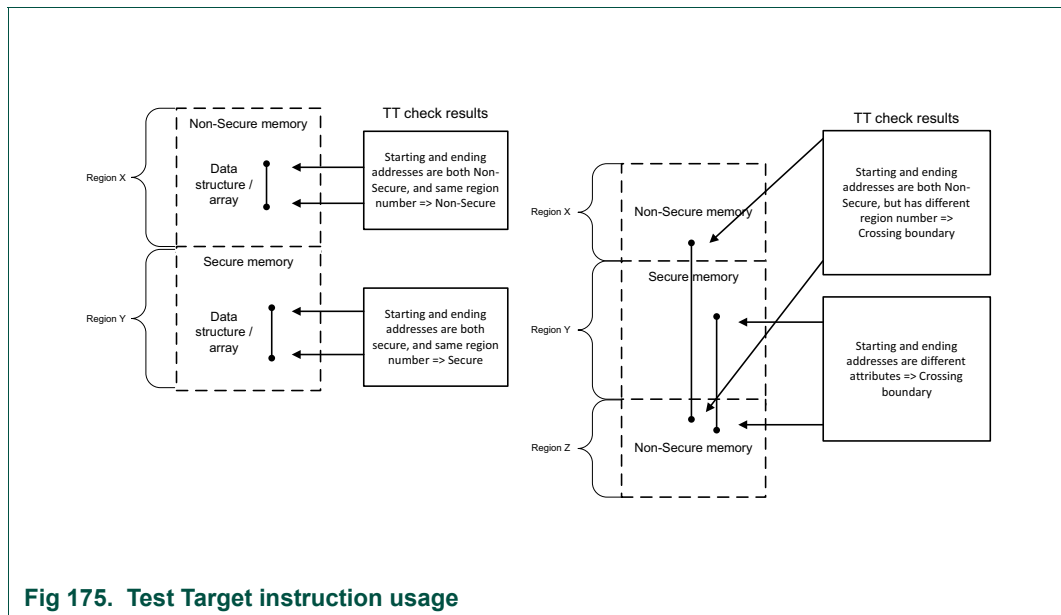 Non-Secure memory
TT check results
Region X
Data
structure /
array
Starting and ending
addresses are both Non-
Secure, and same region
number => Non-Secure
Secure memory
Region Y
Data
structure /
array
Starting and ending
addresses are both
secure, and same region
number => Secure
TT check results
Region X
Non-Secure memory
Starting and ending
addresses are both Non-
Secure, but has different
region number =>
Crossing boundary
Secure memory
Region Y
Starting and ending
addresses are different
attributes => Crossing
boundary
Region Z
Non-Secure memory
Fig 175. Test Target instruction usage